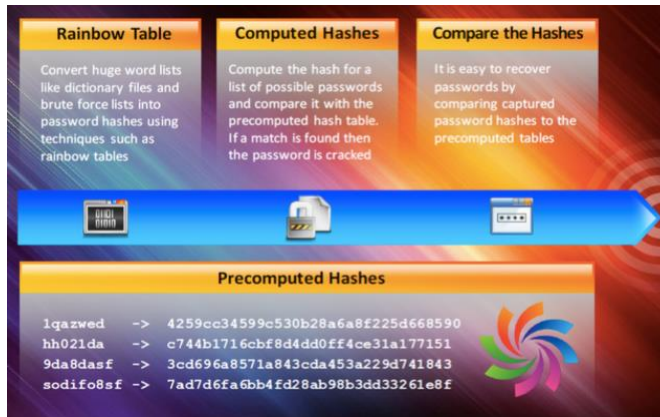 Rainbow Table
Convert huge word lists
like dictionary files and
brute force lists into
password hashes using
techniques such as
rainbow tables
Computed Hashes
Compute the hash for a
list of possible passwords
and compare it with the
precomputed hash table.
If a match is found then
the password is cracked
Compare the Hashes
It is easy to recover
passwords by
comparing captured
password hashes to the
precomputed tables
Precomputed Hashes
1qazwed -> 4259cc34599c530b28a6a8f225d668590
hh021da -> c744b1716cbf8d4dd0ff4ce31a177151
9da8dasf -> 3cd696a8571a843cda453a229d741843
sodifo8sf -> 7ad7d6fa6bb4fd28ab98b3dd33261e8f